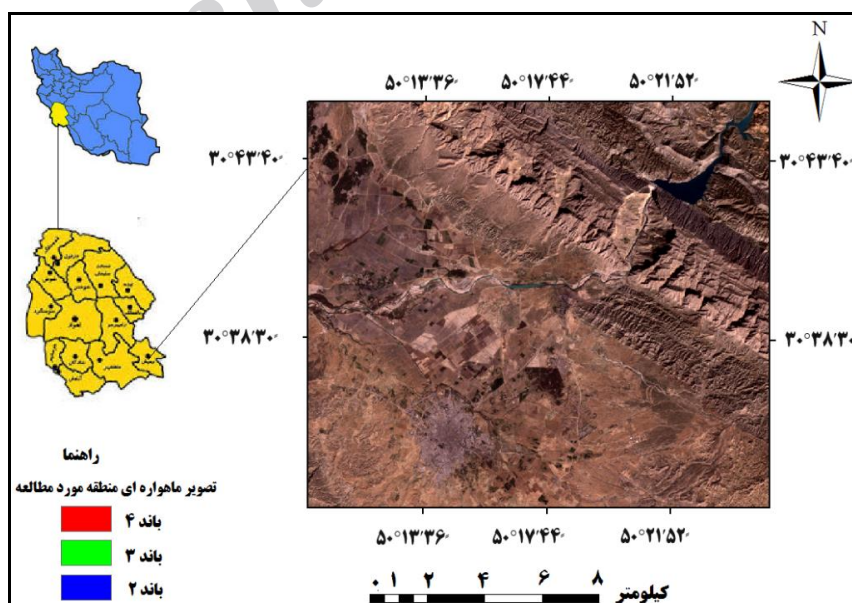 N
۵۰°۱۳′۳۶″ ۵۰°۱۷′۴۴″ ۵۰°۲۱′۵۲″
۳۰°۴۳′۴۰″ ۳۰°۴۳′۴۰″
۳۰°۳۸′۳۰″ ۳۰°۳۸′۳۰″
اهواز
۵۰°۱۳′۳۶″ ۵۰°۱۷′۴۴″ ۵۰°۲۱′۵۲″
راهنما
تصویر ماهواره ای منطقه مورد مطالعه
باند ۴
باند ۳
باند ۲
۰ ۱ ۲ ۴ ۶ ۸
کیلومتر